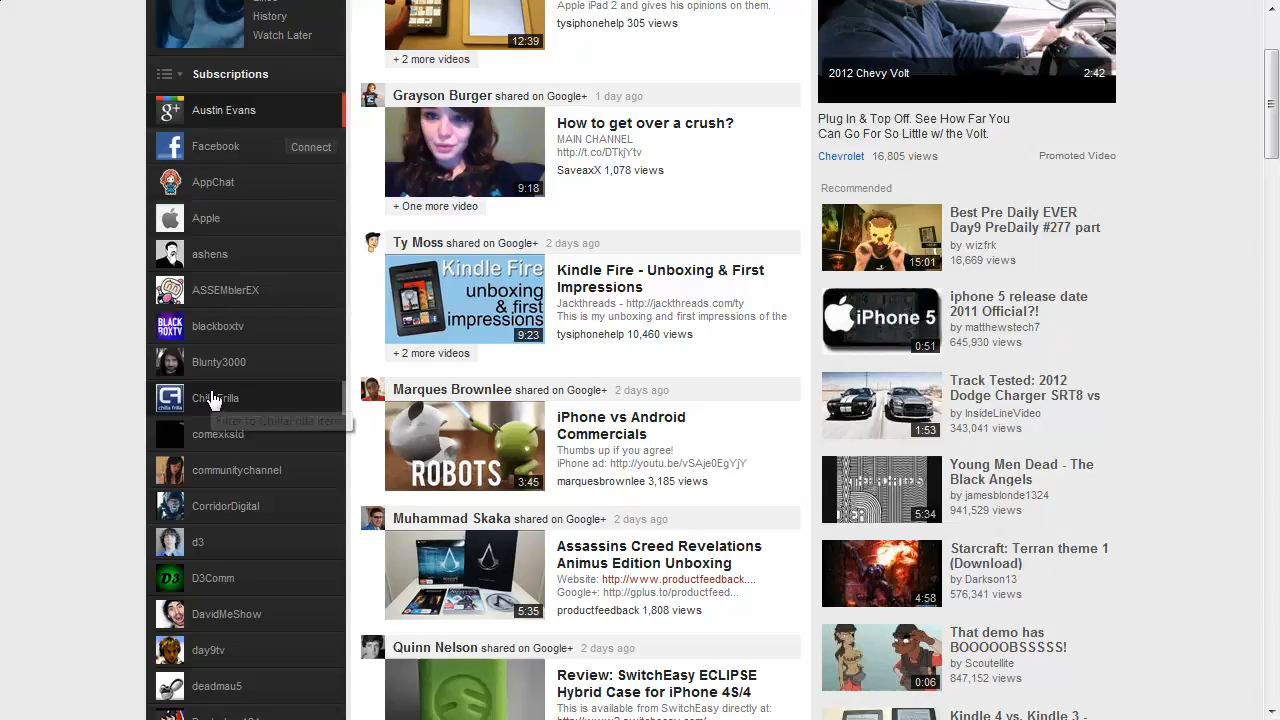 History
Watch Later
Subscriptions
Austin Evans
Facebook
Connect
AppChat
Apple
ashens
ASSEMblerEX
blackboxtv
BLACK
BOXTV
Blunty3000
chilla frilla
comexkstd
communitychannel
CorridorDigital
d3
D3Comm
D3
DavidMeShow
day9tv
deadmau5
Apple iPad 2 and gives his opinions on them.
tysiphonehelp 305 views
12:39
+ 2 more videos
Grayson Burger shared on Google+ 1 day ago
How to get over a crush?
MAIN CHANNEL
http://t.co/DTkjYtv
SaveaxX 1,078 views
9:18
+ One more video
Ty Moss shared on Google+ 2 days ago
Kindle Fire
unboxing
& first
impressions
9:23
Kindle Fire - Unboxing & First
Impressions
Jackthreads - http://jackthreads.com/ty
This is my unboxing and first impressions of the
tysiphonehelp 10,460 views
+ 2 more videos
Marques Brownlee shared on Google+ 2 days ago
ROBOTS
3:45
iPhone vs Android
Commercials
Thumbs up if you agree!
iPhone ad: http://youtu.be/vSAje0EgYjY
marquesbrownlee 3,185 views
Muhammad Skaka shared on Google+ 2 days ago
5:35
Assassins Creed Revelations
Animus Edition Unboxing
Website: http://www.productfeedback....
Google+: http://gplus.to/productfeed...
productfeedback 1,808 views
Quinn Nelson shared on Google+ 2 days ago
Review: SwitchEasy ECLIPSE
Hybrid Case for iPhone 4S/4
2012 Chevy Volt
2:42
Plug In & Top Off. See How Far You
Can Go For So Little w/ the Volt.
Chevrolet 16,805 views
Promoted Video
Recommended
15:01
Best Pre Daily EVER
Day9 PreDaily #277 part
by wizfrk
16,669 views
iPhone 5
0:51
iphone 5 release date
2011 Official?!
by matthewstech7
645,930 views
1:53
Track Tested: 2012
Dodge Charger SRT8 vs
by InsideLineVideo
343,041 views
5:34
Young Men Dead - The
Black Angels
by jamesblonde1324
941,529 views
4:58
Starcraft: Terran theme 1
(Download)
by Darkson13
576,341 views
0:06
That demo has
BOOOOBSSSSS!
by Scoutellite
847,152 views
Kindle 4 vs. Kindle 3 -